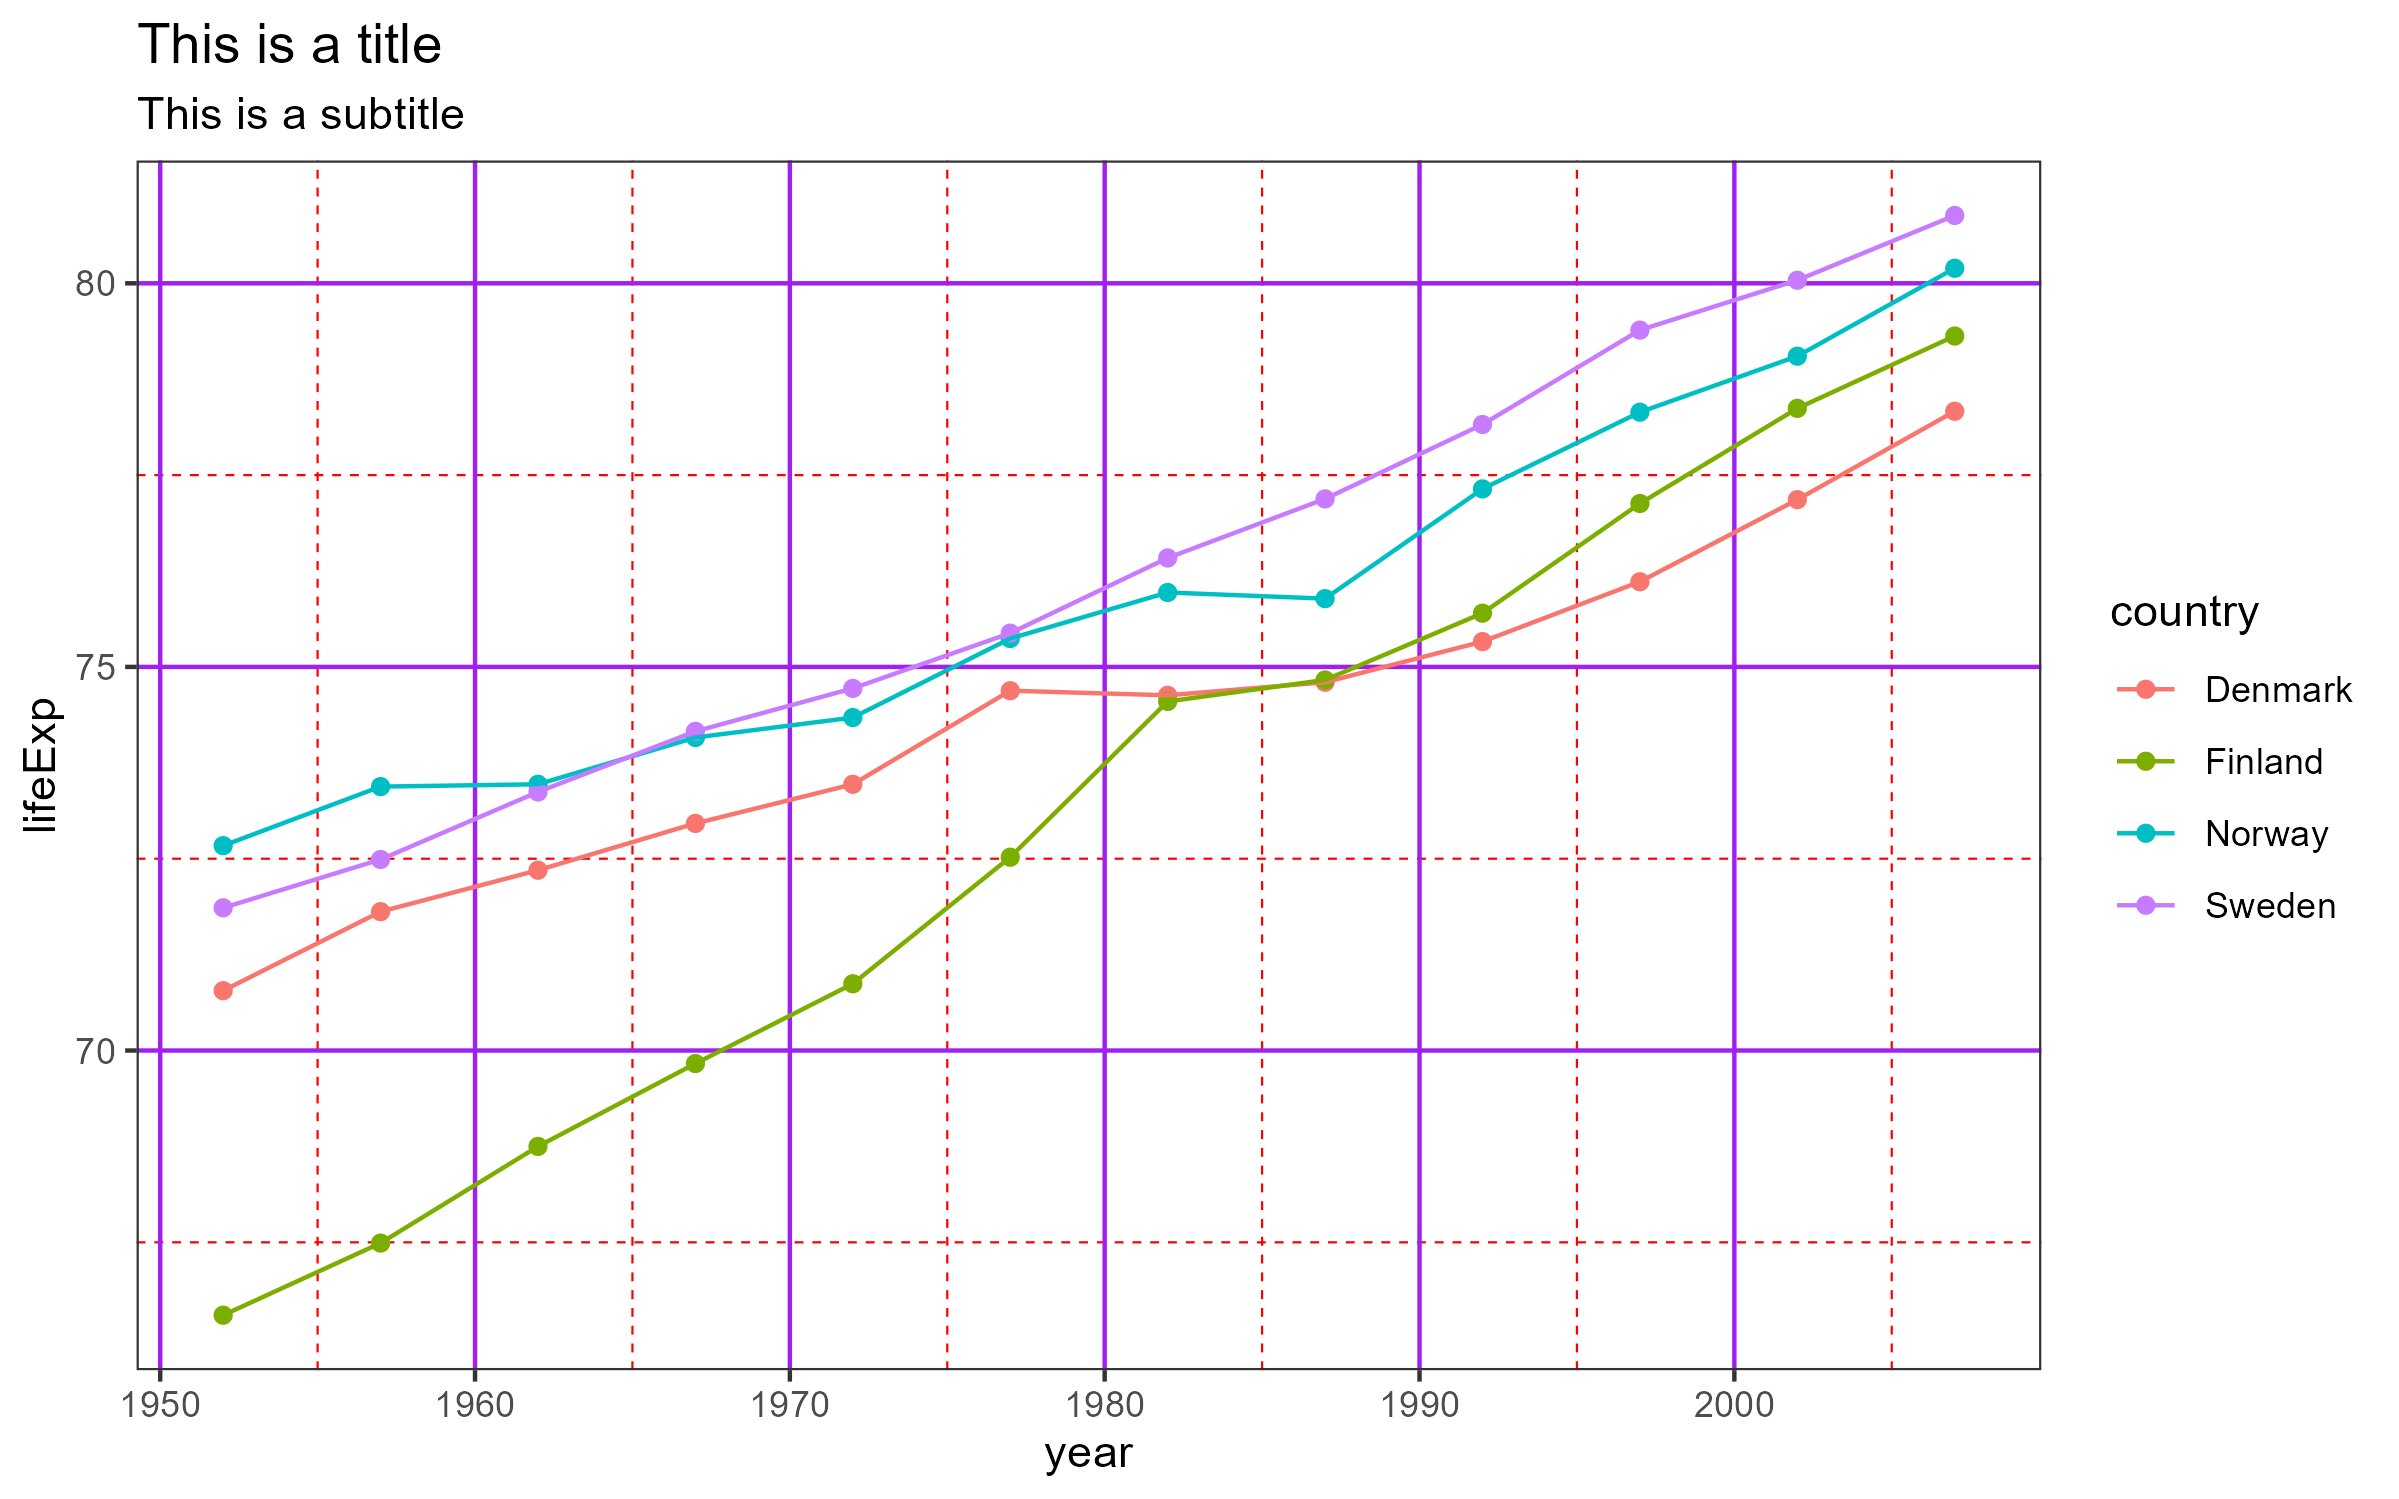 This is a title
This is a subtitle
80
75
70
lifeExp
1950 1960 1970 1980 1990 2000
year
country
Denmark
Finland
Norway
Sweden